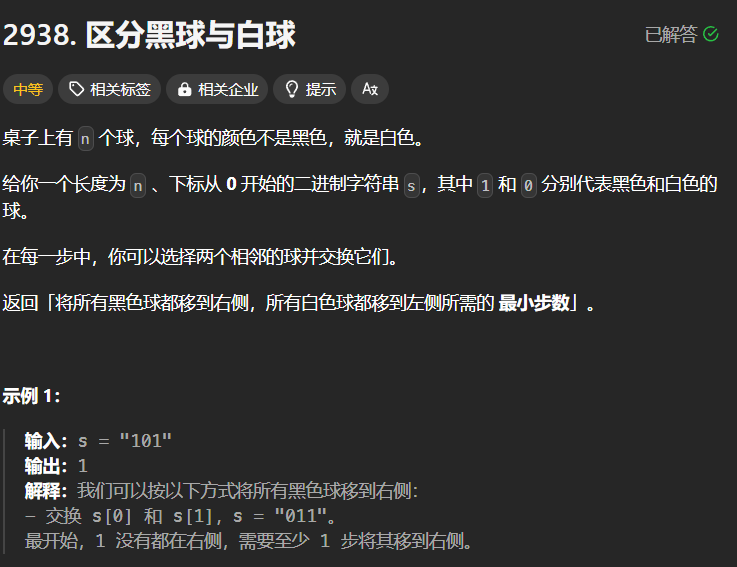 2938. 区分黑球与白球
已解答
中等 相关标签 相关企业 提示 Ax
桌子上有 n 个球，每个球的颜色不是黑色，就是白色。
给你一个长度为 n 、下标从 0 开始的二进制字符串 s，其中 1 和 0 分别代表黑色和白色的
球。
在每一步中，你可以选择两个相邻的球并交换它们。
返回「将所有黑色球都移到右侧，所有白色球都移到左侧所需的 最小步数」。
示例 1：
输入：s = "101"
输出：1
解释：我们可以按以下方式将所有黑色球移到右侧：
- 交换 s[0] 和 s[1]，s = "011"。
最开始，1 没有都在右侧，需要至少 1 步将其移到右侧。